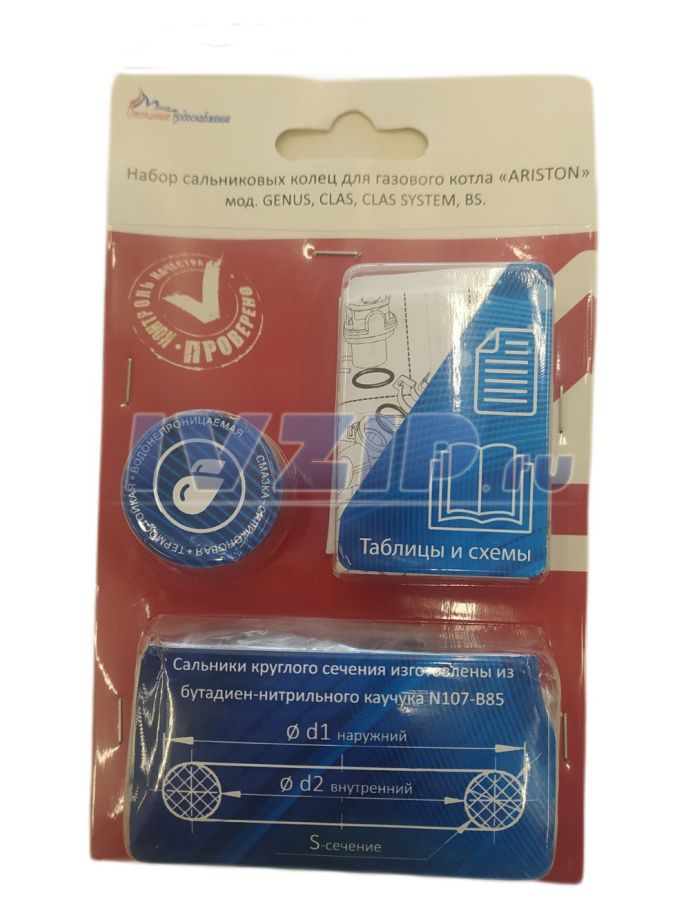 Отопление Водоснабжение
Набор сальниковых колец для газового котла «ARISTON»
мод. GENUS, CLAS, CLAS SYSTEM, BS.
КОНТРОЛЬ КАЧЕСТВА
• ПРОВЕРЕНО •
ВОДОНЕПРОНИЦАЕМАЯ
СМАЗКА СИЛИКОНОВАЯ
LVZIP.ru
Таблицы и схемы
Сальники круглого сечения изготовлены из
бутадиен-нитрильного каучука N107-B85
Ø d1 наружний
Ø d2 внутренний
S-сечение